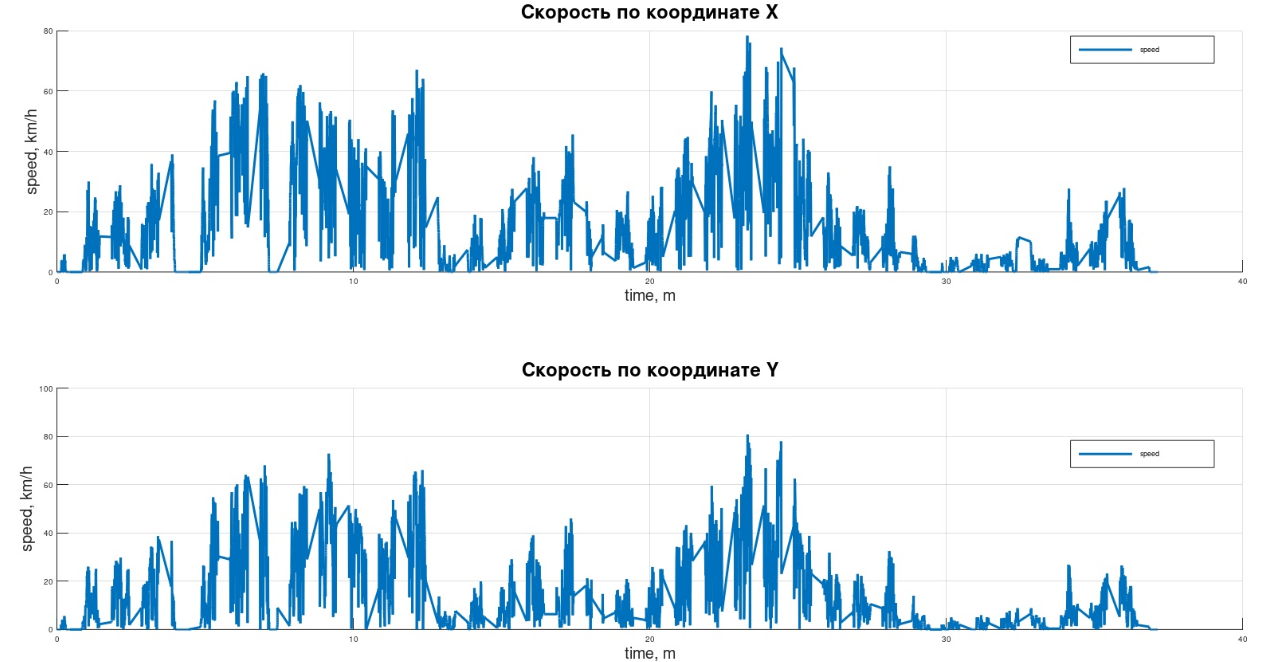 Скорость по координате X
speed, km/h
80
60
40
20
0
speed
0 10 20 30 40
time, m
Скорость по координате Y
speed, km/h
100
80
60
40
20
0
speed
0 10 20 30 40
time, m